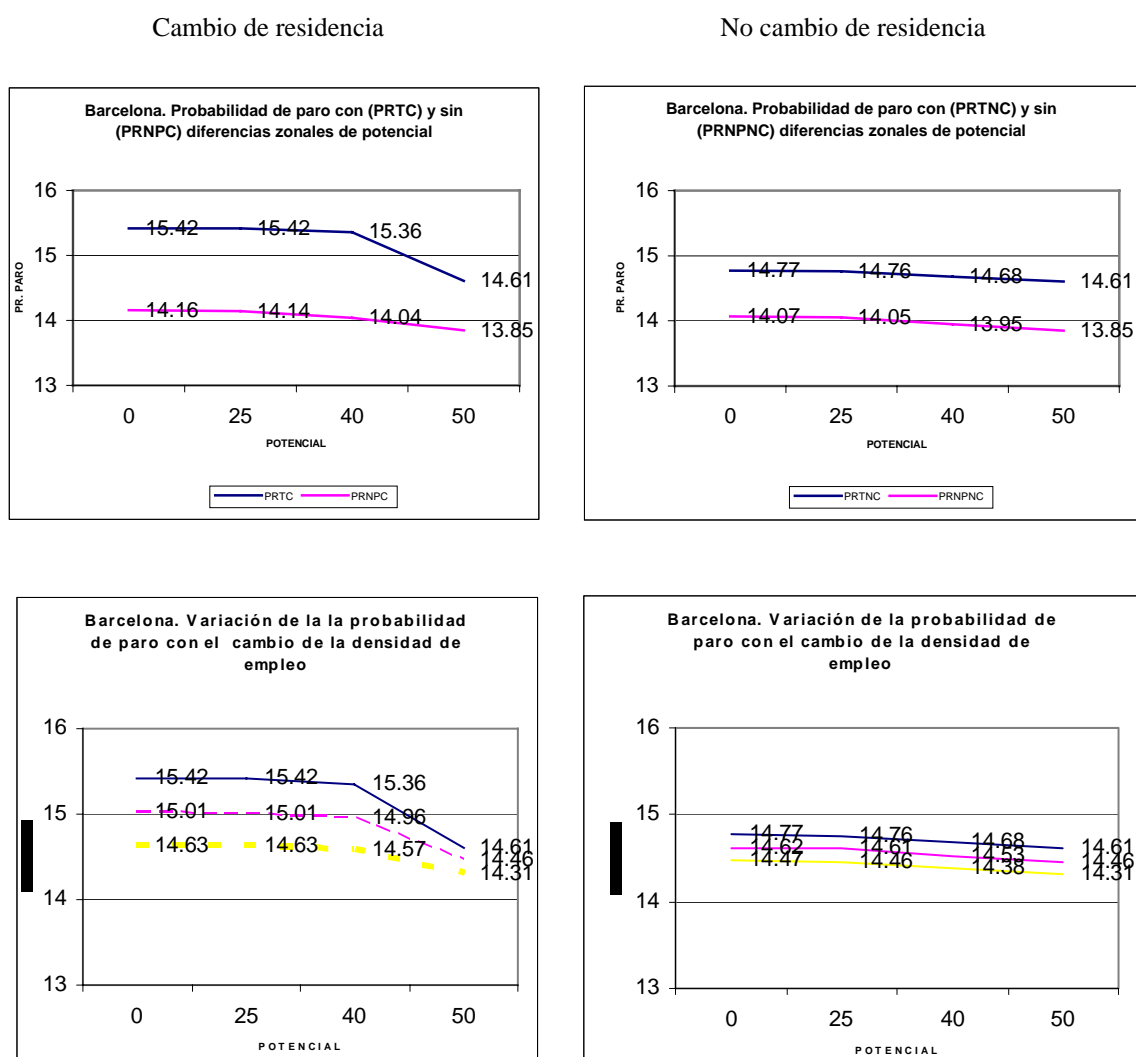 Cambio de residencia
No cambio de residencia
Barcelona. Probabilidad de paro con (PRTC) y sin
(PRNPC) diferencias zonales de potencial
16
15
14
13
PR. PARO
15.42 15.42 15.36 14.61
14.16 14.14 14.04 13.85
0 25 40 50
POTENCIAL
PRTC PRNPC
Barcelona. Probabilidad de paro con (PRTNC) y sin
(PRNPNC) diferencias zonales de potencial
16
15
14
13
PR. PARO
14.77 14.76 14.68 14.61
14.07 14.05 13.95 13.85
0 25 40 50
POTENCIAL
PRTNC PRNPNC
Barcelona. Variación de la la probabilidad
de paro con el cambio de la densidad de
empleo
16
15
14
13
15.42 15.42 15.36 14.61
15.01 15.01 14.96 14.46
14.63 14.63 14.57 14.31
0 25 40 50
POTENCIAL
Barcelona. Variación de la la probabilidad de
paro con el cambio de la densidad de
empleo
16
15
14
13
14.77 14.76 14.68 14.61
14.62 14.61 14.53 14.46
14.47 14.46 14.38 14.31
0 25 40 50
POTENCIAL